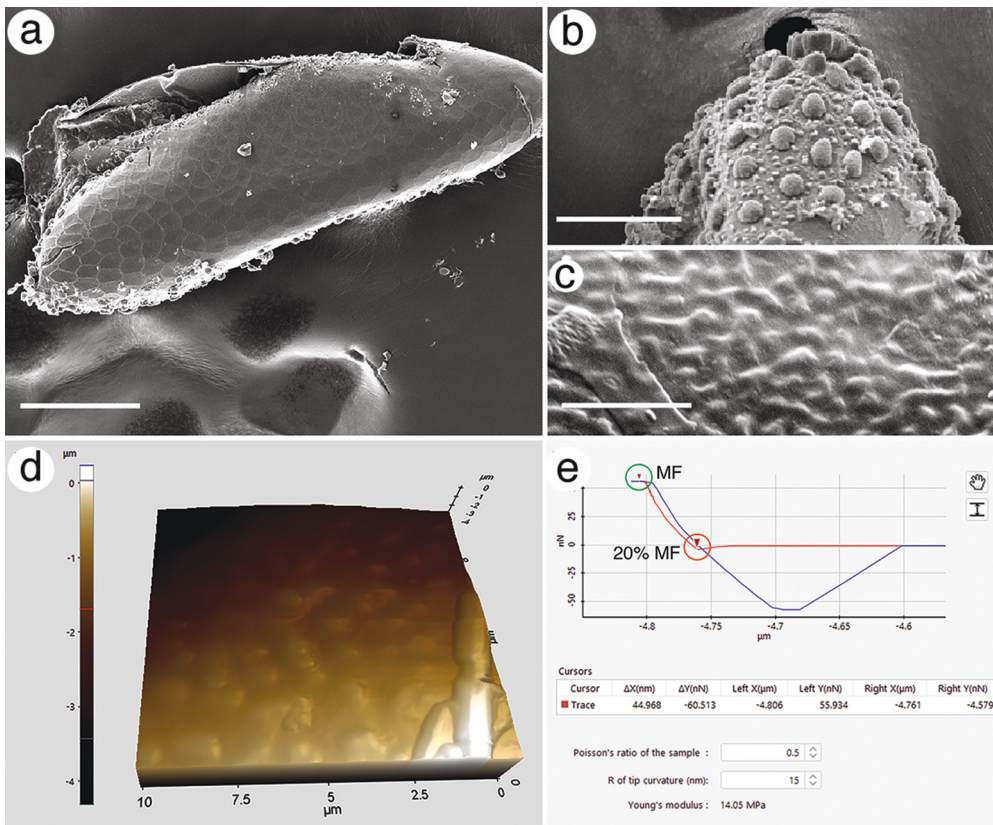 a
b
c
d
µm
0
-1
-2
-3
-4
µm
0
µm
10
7.5
5
2.5
0
0
µm
e
MF
20% MF
nN
25
0
-25
-50
-4.8
-4.75
-4.7
-4.65
-4.6
µm
Cursors
Cursor ΔX(nm) ΔY(nN) Left X(µm) Left Y(nN) Right X(µm) Right Y(nN)
Trace 44.968 -60.513 -4.806 55.934 -4.761 -4.579
Poisson's ratio of the sample : 0.5
R of tip curvature (nm): 15
Young's modulus : 14.05 MPa